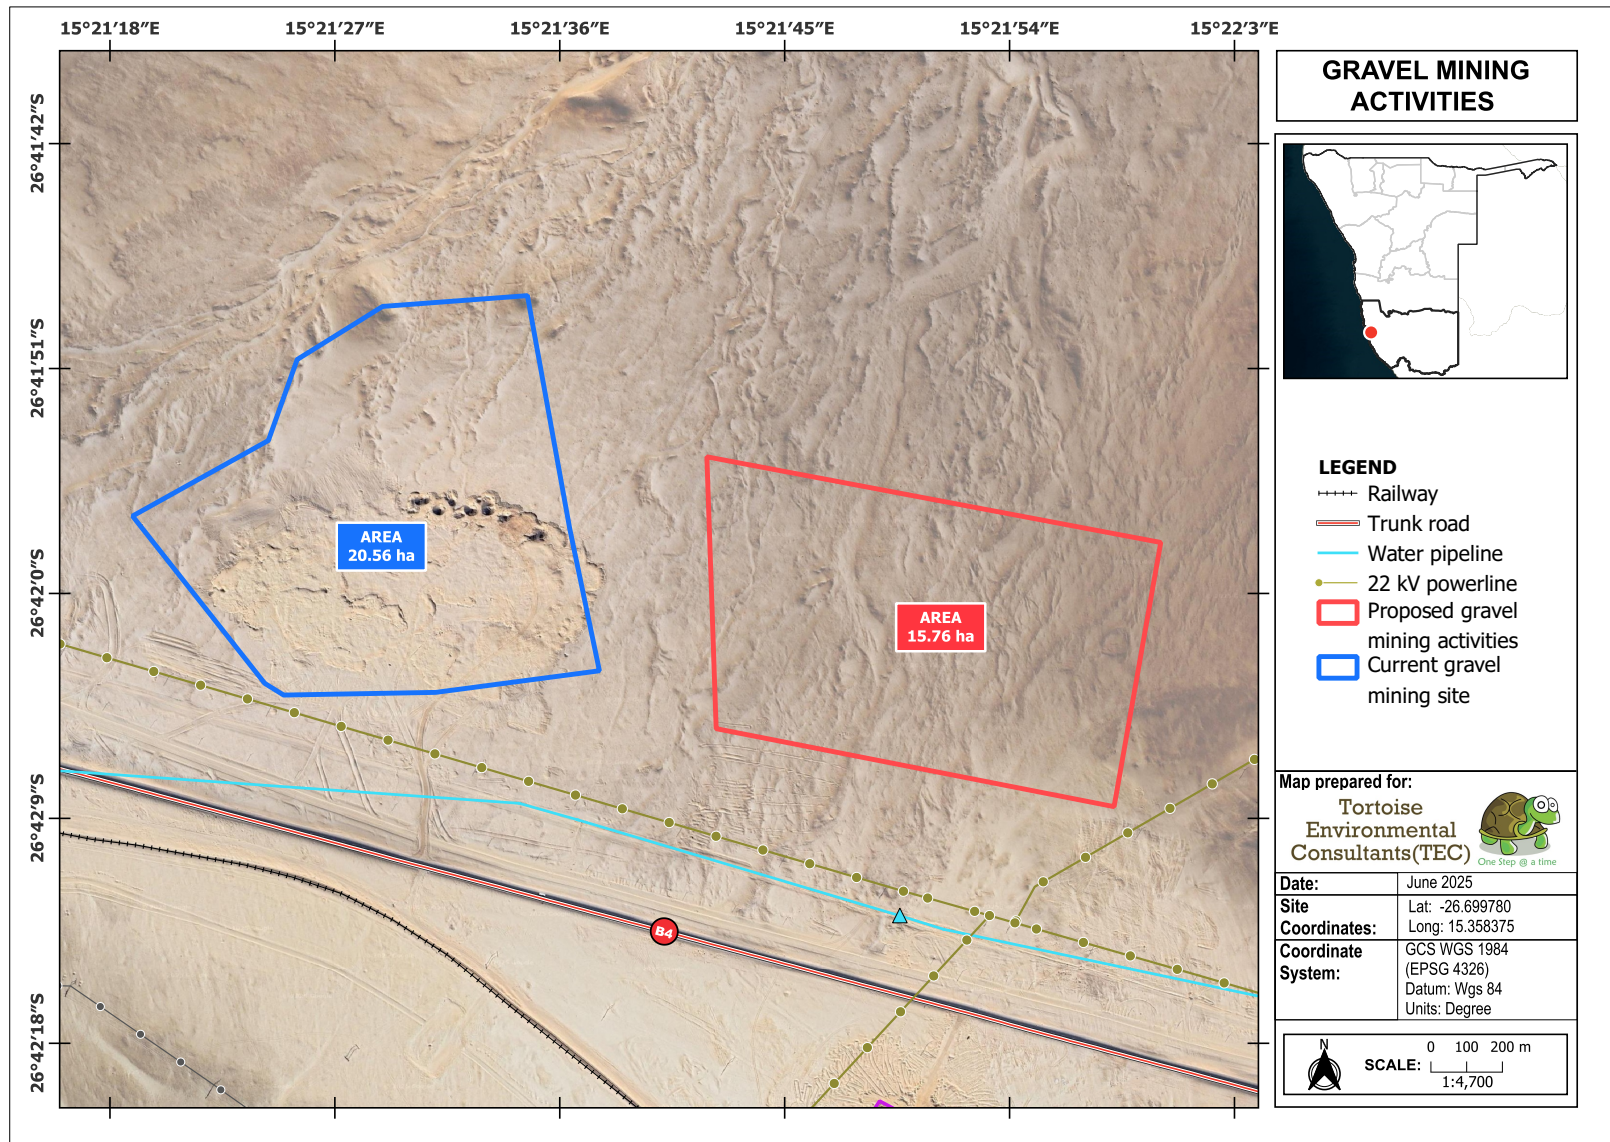 15°21′18″E
15°21′27″E
15°21′36″E
15°21′45″E
15°21′54″E
15°22′3″E
26°41′42″S
26°41′51″S
26°42′0″S
26°42′9″S
26°42′18″S
AREA
20.56 ha
AREA
15.76 ha
B4
GRAVEL MINING
ACTIVITIES
LEGEND
Railway
Trunk road
Water pipeline
22 kV powerline
Proposed gravel
mining activities
Current gravel
mining site
Map prepared for:
Tortoise
Environmental
Consultants(TEC)
One Step @ a time
Date: June 2025
Site Lat: -26.699780
Coordinates: Long: 15.358375
Coordinate GCS WGS 1984
System: (EPSG 4326)
Datum: Wgs 84
Units: Degree
N
SCALE: 0 100 200 m
1:4,700